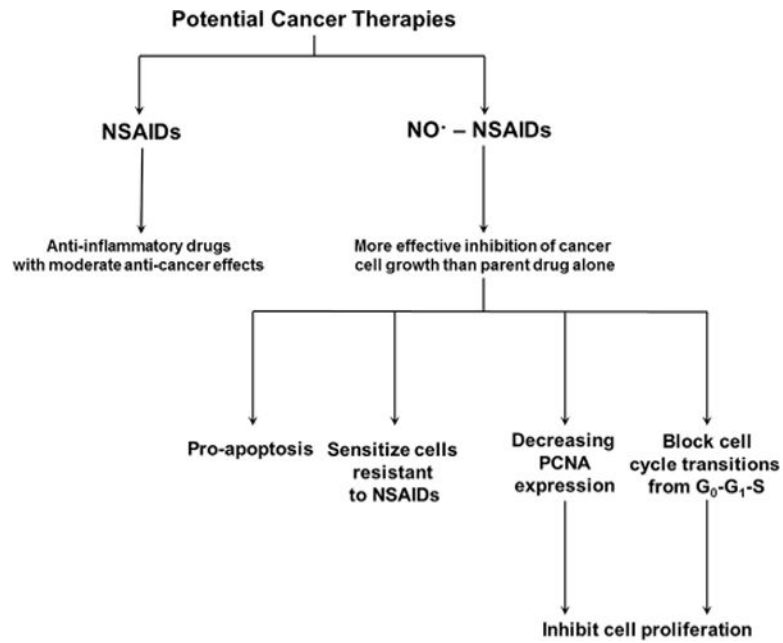 Potential Cancer Therapies
NSAIDs
NO· – NSAIDs
Anti-inflammatory drugs
with moderate anti-cancer effects
More effective inhibition of cancer
cell growth than parent drug alone
Pro-apoptosis
Sensitize cells
resistant
to NSAIDs
Decreasing
PCNA
expression
Block cell
cycle transitions
from G₀-G₁-S
Inhibit cell proliferation